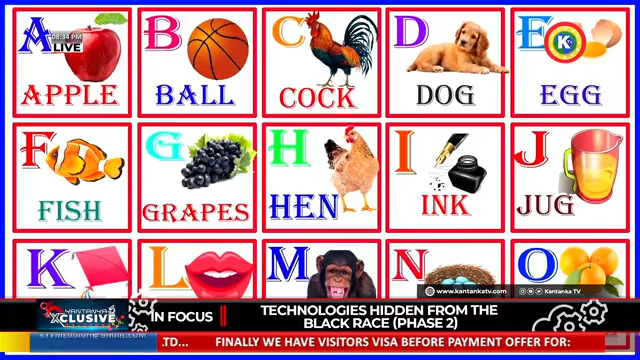 A B C D E
08:34 PM
LIVE
APPLE BALL COCK DOG EGG
F G H I J
FISH GRAPES HEN INK JUG
K L M N O
www.kantankatv.com Kantanka TV
KANTANKA
XCLUSIVE
IN FOCUS
TECHNOLOGIES HIDDEN FROM THE
BLACK RACE (PHASE 2)
TD... FINALLY WE HAVE VISITORS VISA BEFORE PAYMENT OFFER FOR: